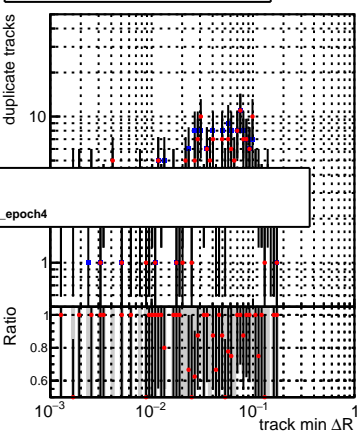 duplicate tracks
10
_epoch4
1
Ratio
1
0.8
0.6
10⁻³ 10⁻² 10⁻¹ 1
track min ΔR